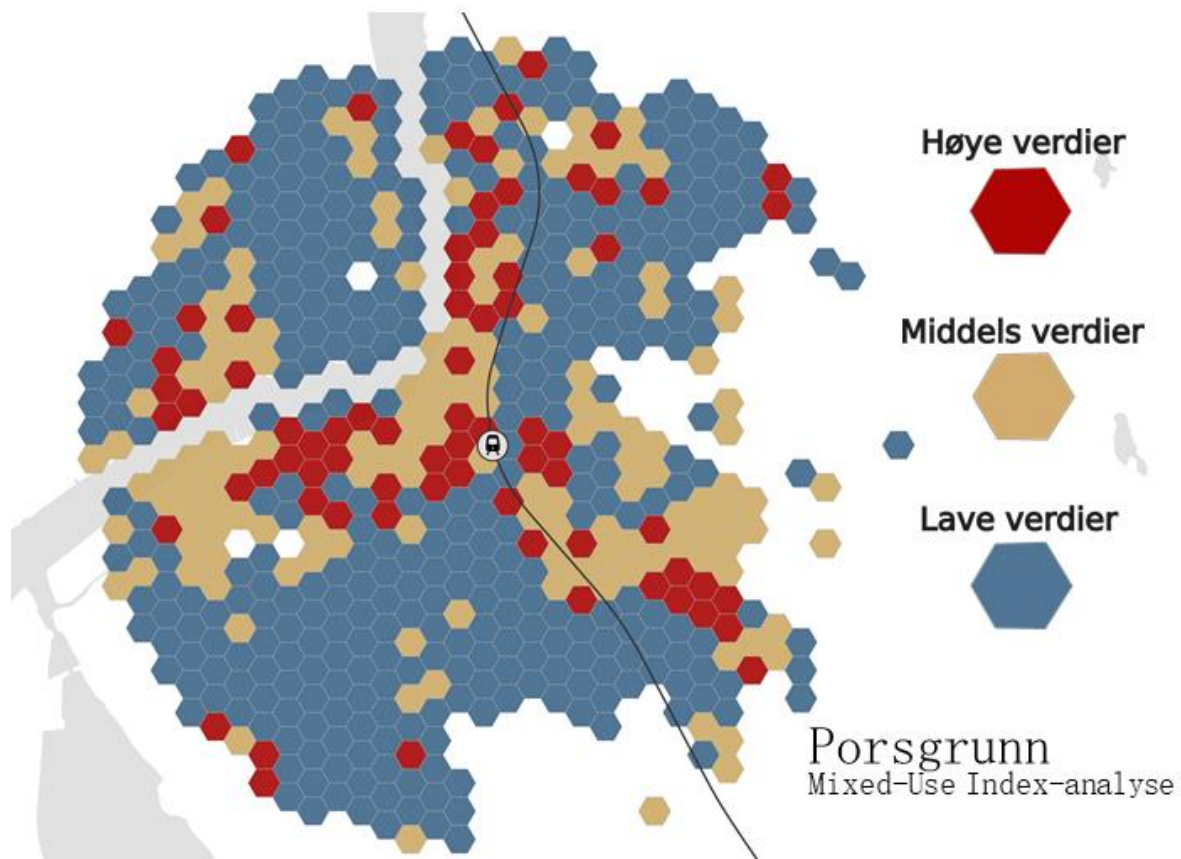 Høye verdier
Middels verdier
Lave verdier
Porsgrunn
Mixed-Use Index-analyse